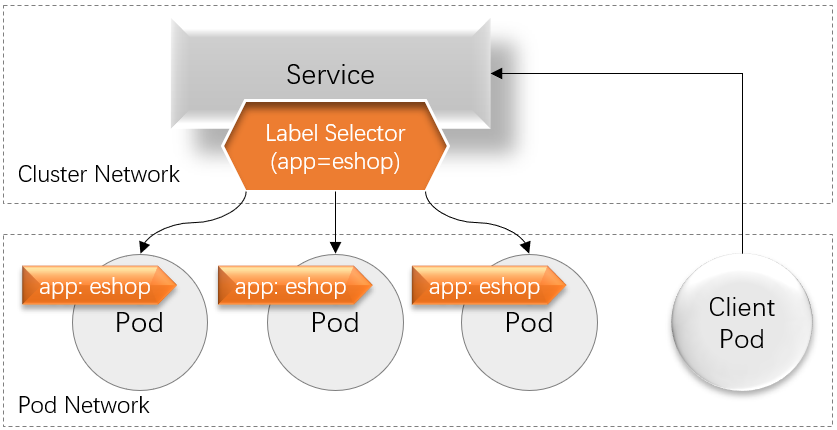 Service
Label Selector
(app=eshop)
Cluster Network
app: eshop
Pod
app: eshop
Pod
app: eshop
Pod
Client
Pod
Pod Network